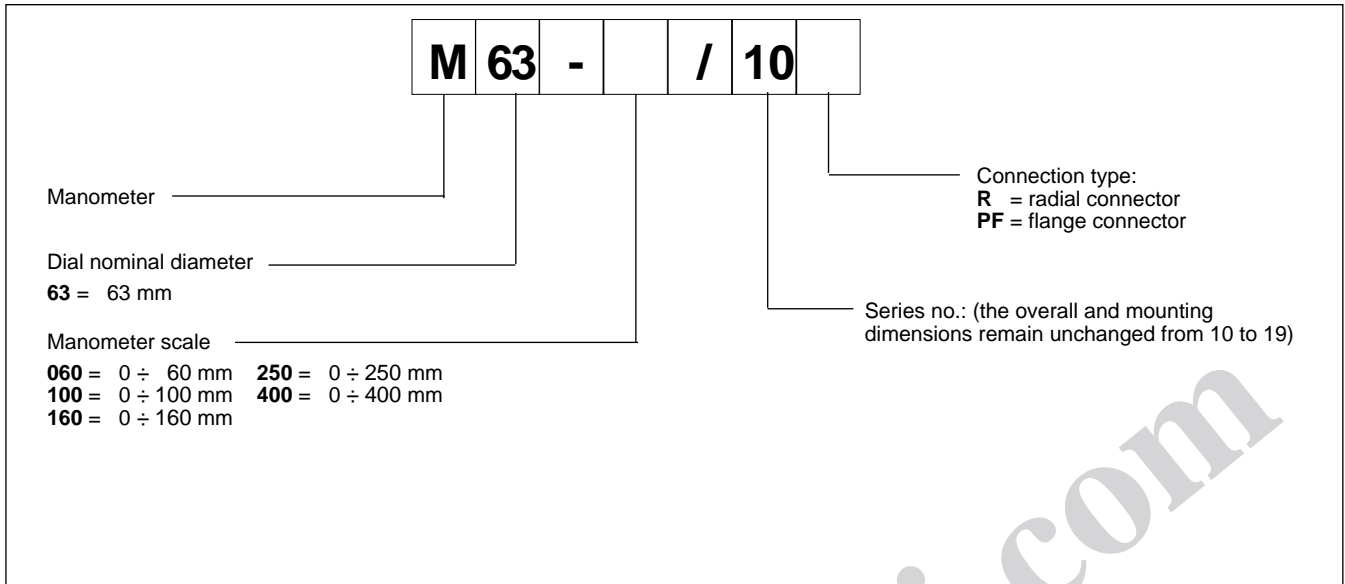 M 63 - / 10
Manometer
Dial nominal diameter
63 = 63 mm
Manometer scale
060 = 0 ÷ 60 mm 250 = 0 ÷ 250 mm
100 = 0 ÷ 100 mm 400 = 0 ÷ 400 mm
160 = 0 ÷ 160 mm
Connection type:
R = radial connector
PF = flange connector
Series no.: (the overall and mounting
dimensions remain unchanged from 10 to 19)
com